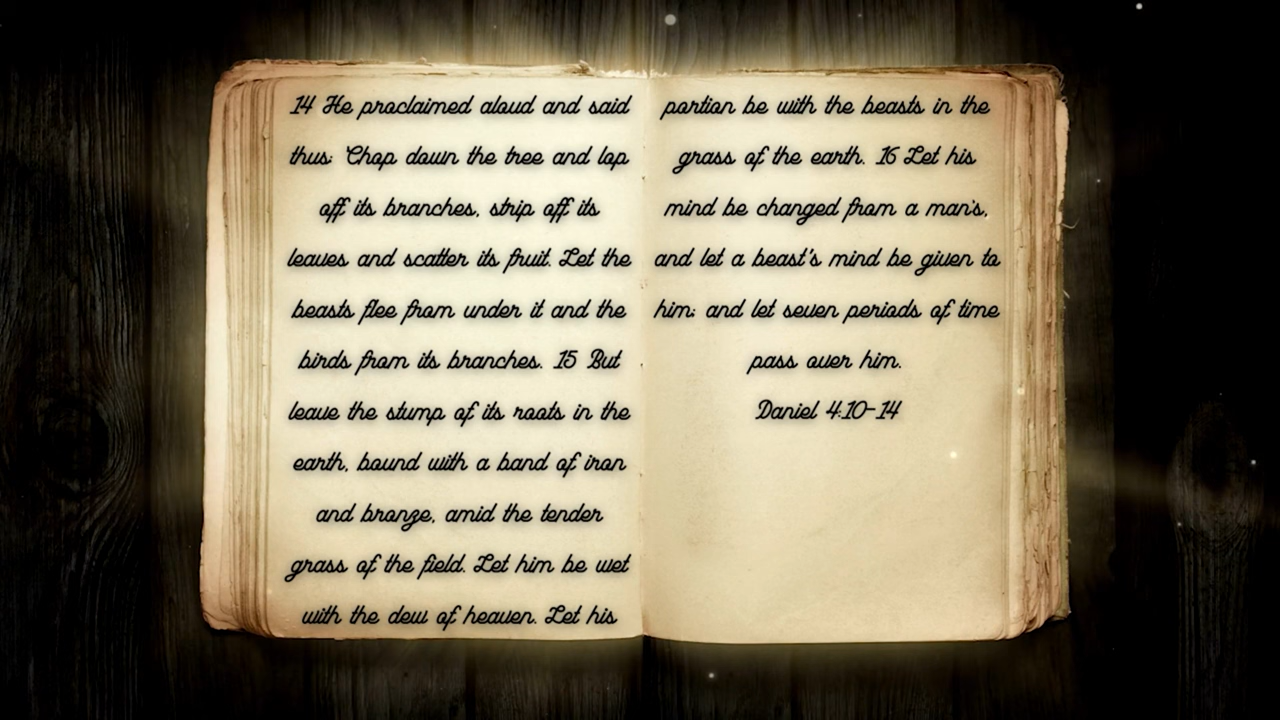 14 He proclaimed aloud and said
thus: 'Chop down the tree and lop
off its branches, strip off its
leaves and scatter its fruit. Let the
beasts flee from under it and the
birds from its branches. 15 But
leave the stump of its roots in the
earth, bound with a band of iron
and bronze, amid the tender
grass of the field. Let him be wet
with the dew of heaven. Let his
portion be with the beasts in the
grass of the earth. 16 Let his
mind be changed from a man's,
and let a beast's mind be given to
him; and let seven periods of time
pass over him.
Daniel 4:10-14